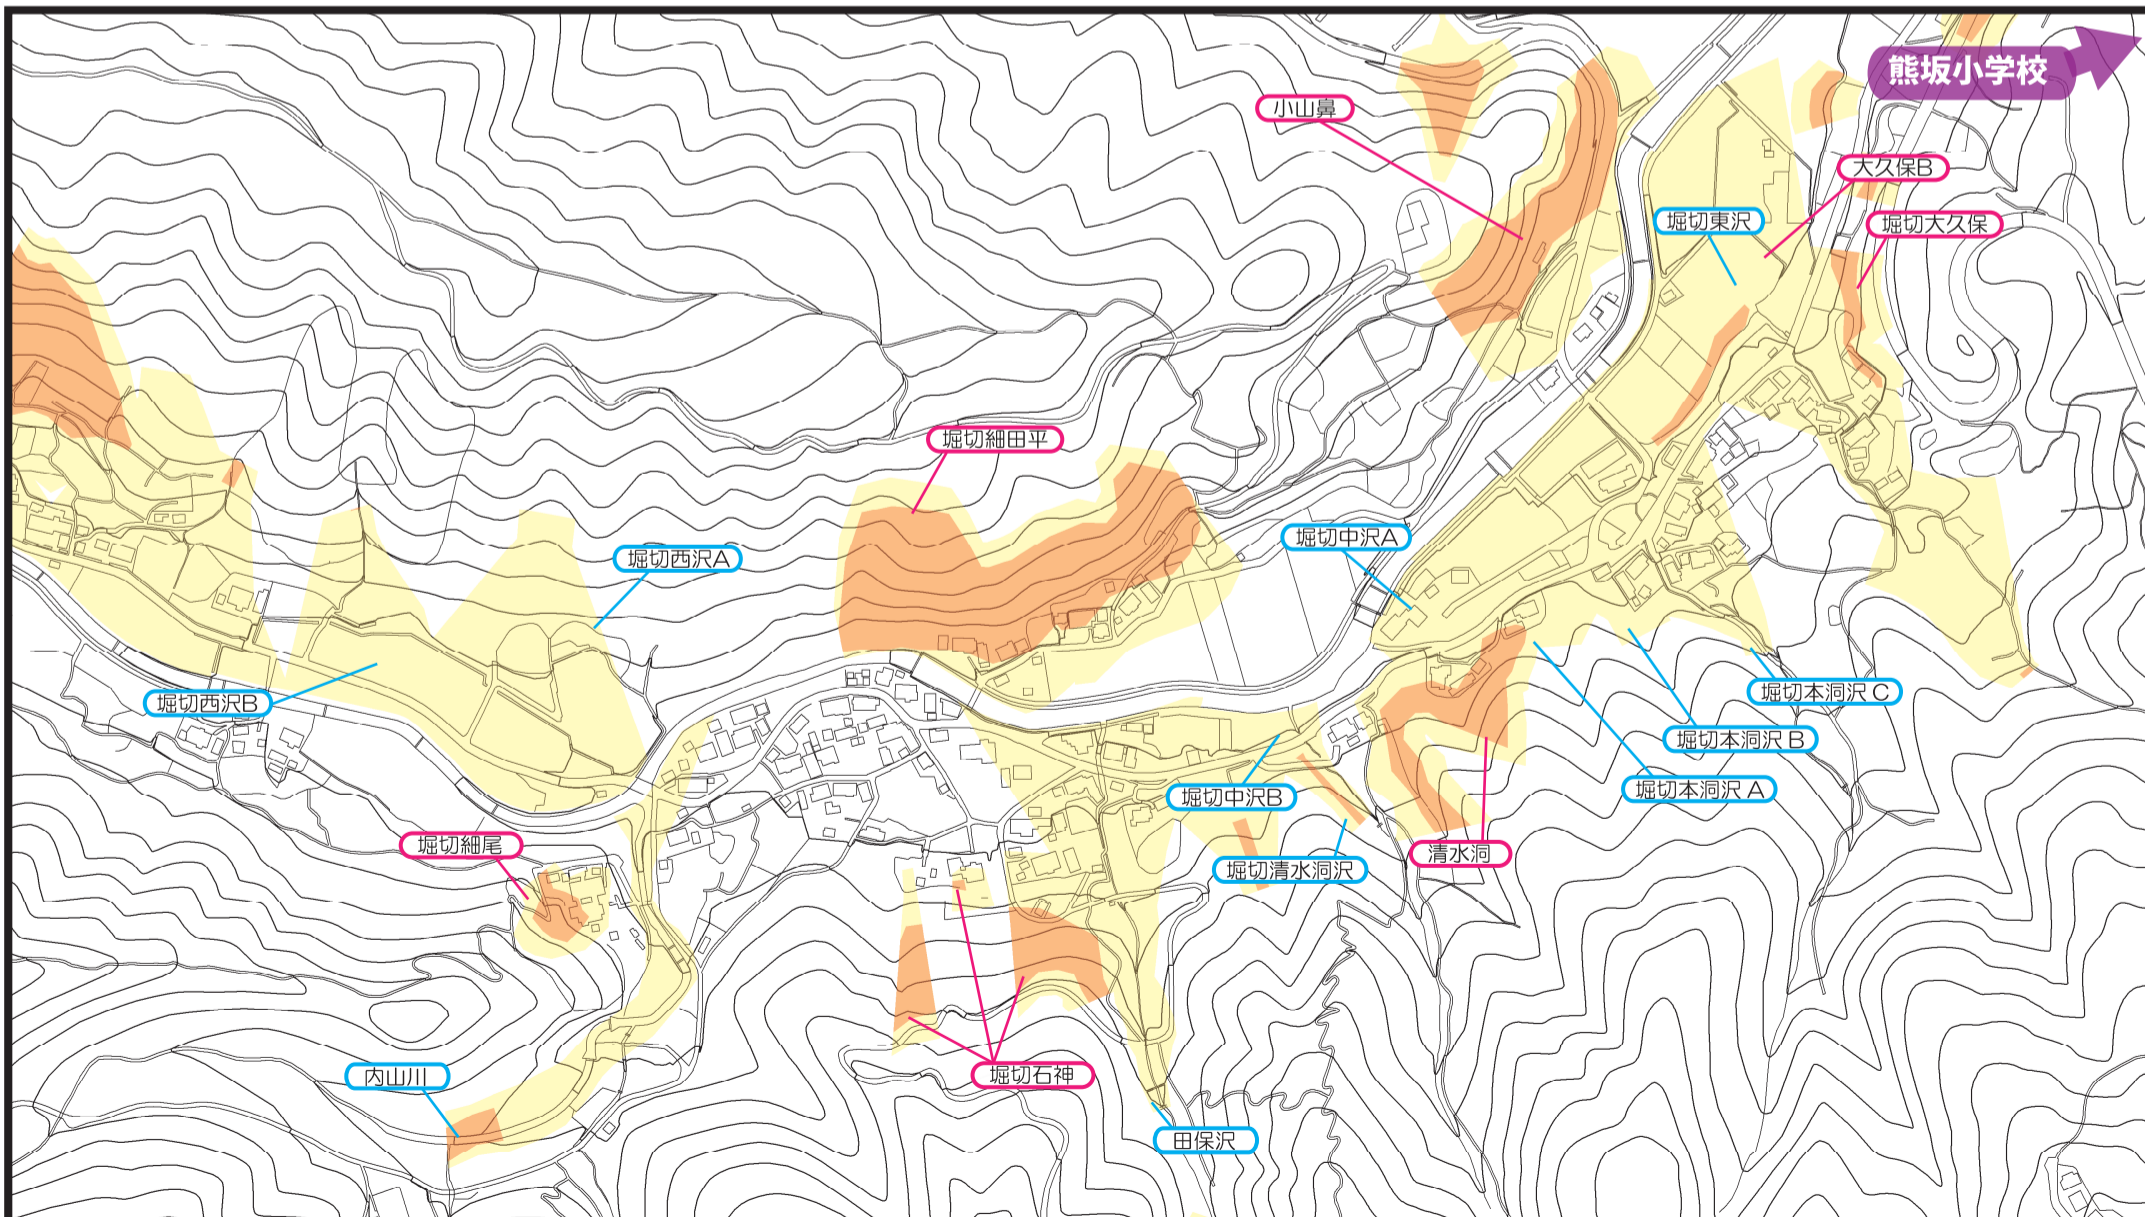 熊坂小学校
小山鼻
大久保B
堀切東沢
堀切大久保
堀切細田平
堀切中沢A
堀切西沢A
堀切西沢B
堀切本洞沢 C
堀切本洞沢 B
堀切本洞沢 A
堀切中沢B
堀切細尾
清水洞
堀切清水洞沢
内山川
堀切石神
田保沢